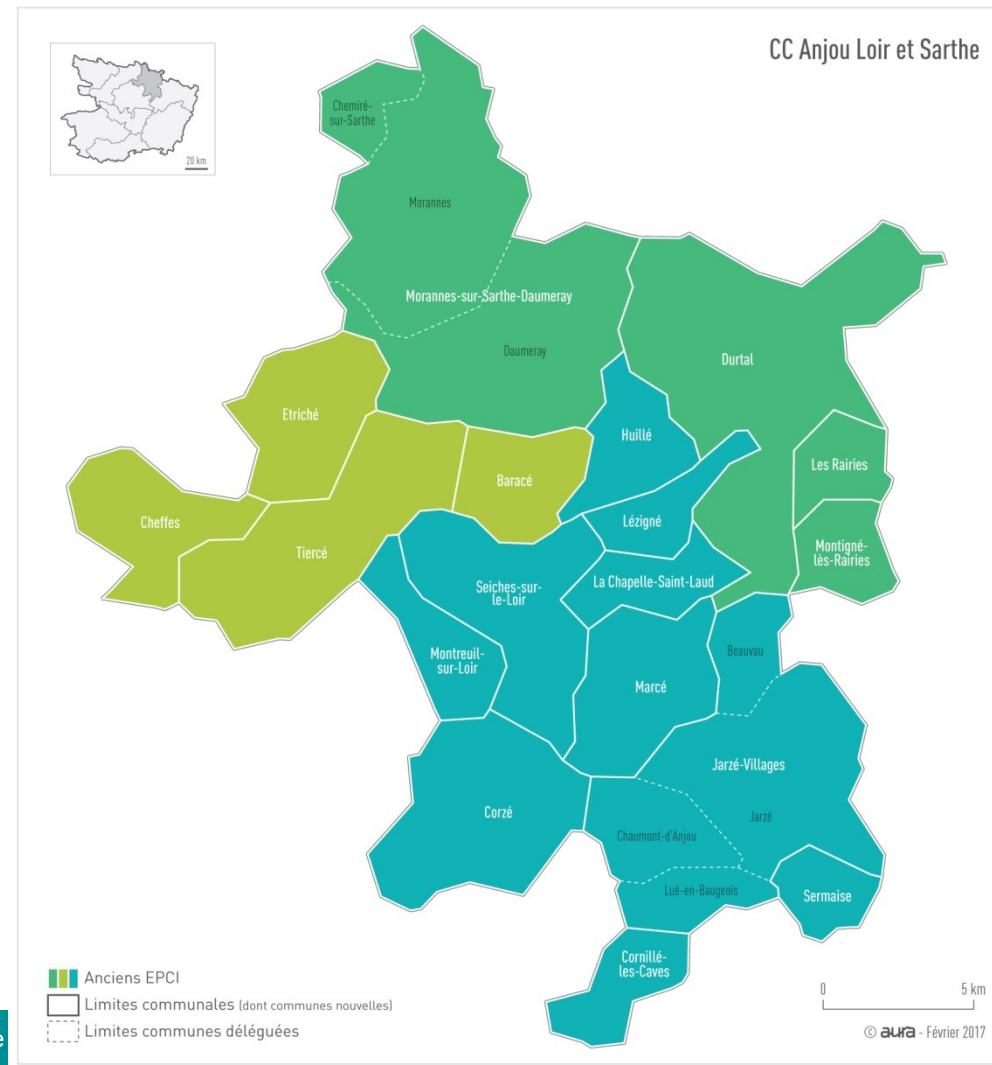 CC Anjou Loir et Sarthe
20 km
Chemiré-
sur-Sarthe
Morannes
Morannes-sur-Sarthe-Daumeray
Daumeray
Durtal
Etriché
Huillé
Les Rairies
Baracé
Cheffes
Lézigné
Tiercé
Montigné-
lès-Rairies
La Chapelle-Saint-Laud
Seiches-sur-
le-Loir
Beauvau
Montreuil-
sur-Loir
Marcé
Jarzé-Villages
Corzé
Jarzé
Chaumont-d'Anjou
Lué-en-Baugeois
Sermaise
Cornillé-
les-Caves
Anciens EPCI
Limites communales (dont communes nouvelles)
Limites communes déléguées
0 5 km
© aura - Février 2017
e